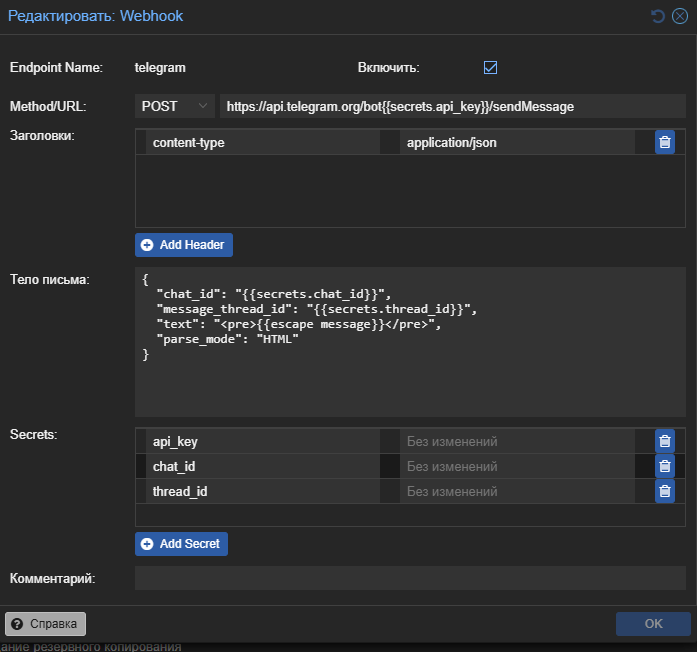 Редактировать: Webhook
Endpoint Name: telegram Включить:
Method/URL: POST https://api.telegram.org/bot{{secrets.api_key}}/sendMessage
Заголовки: content-type application/json
Add Header
Тело письма:
{
  "chat_id": "{{secrets.chat_id}}",
  "message_thread_id": "{{secrets.thread_id}}",
  "text": "<pre>{{escape message}}</pre>",
  "parse_mode": "HTML"
}
Secrets: api_key Без изменений
chat_id Без изменений
thread_id Без изменений
Add Secret
Комментарий:
Справка OK
ание резервного копирования